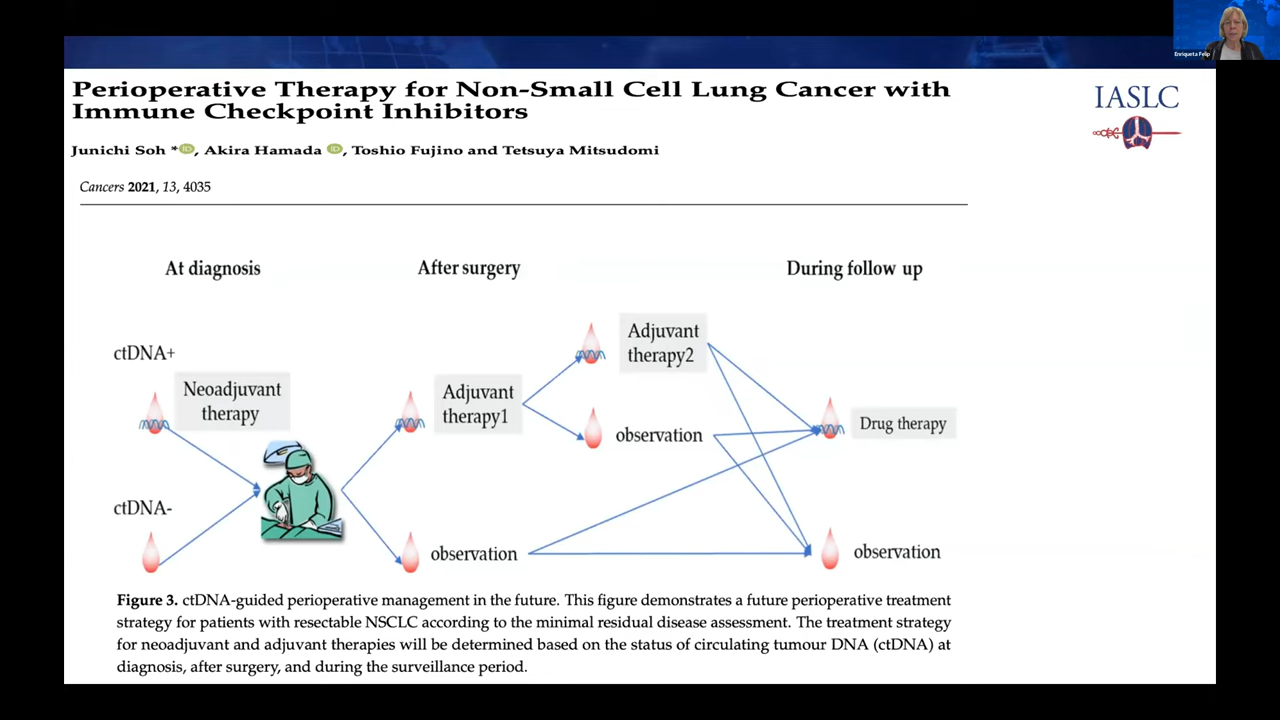 Enriqueta Felip
Perioperative Therapy for Non-Small Cell Lung Cancer with
Immune Checkpoint Inhibitors
IASLC
Junichi Soh *iD, Akira Hamada iD, Toshio Fujino and Tetsuya Mitsudomi
Cancers 2021, 13, 4035
At diagnosis
After surgery
During follow up
ctDNA+
Neoadjuvant
therapy
Adjuvant
therapy1
Adjuvant
therapy2
observation
Drug therapy
ctDNA-
observation
observation
Figure 3. ctDNA-guided perioperative management in the future. This figure demonstrates a future perioperative treatment
strategy for patients with resectable NSCLC according to the minimal residual disease assessment. The treatment strategy
for neoadjuvant and adjuvant therapies will be determined based on the status of circulating tumour DNA (ctDNA) at
diagnosis, after surgery, and during the surveillance period.